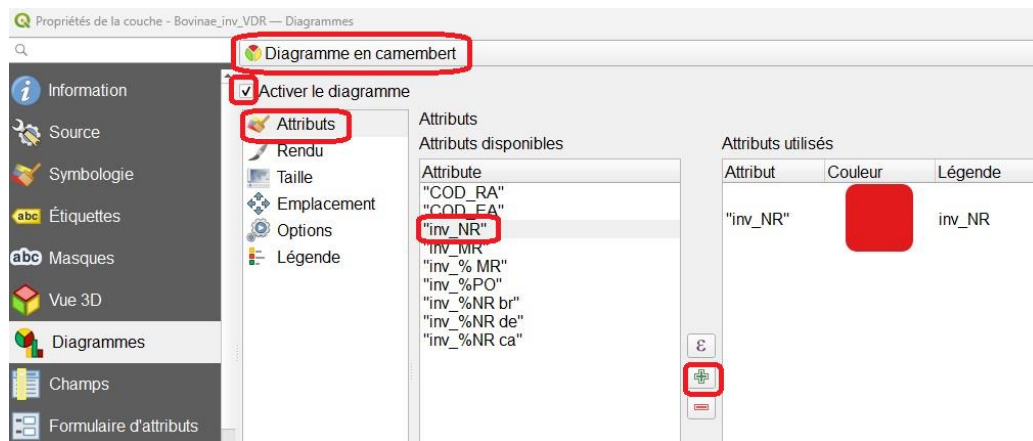 Propriétés de la couche - Bovinae_inv_VDR — Diagrammes
Diagramme en camembert
Information
Source
Symbologie
abc Étiquettes
abc Masques
Vue 3D
Diagrammes
Champs
Formulaire d'attributs
Activer le diagramme
Attributs
Rendu
Taille
Emplacement
Options
Légende
Attributs
Attributs disponibles
Attribute
"COD_RA"
"COD_EA"
"inv_NR"
"inv_MR"
"inv_% MR"
"inv_%PO"
"inv_%NR br"
"inv_%NR de"
"inv_%NR ca"
ε
Attributs utilisés
Attribut Couleur Légende
"inv_NR" inv_NR